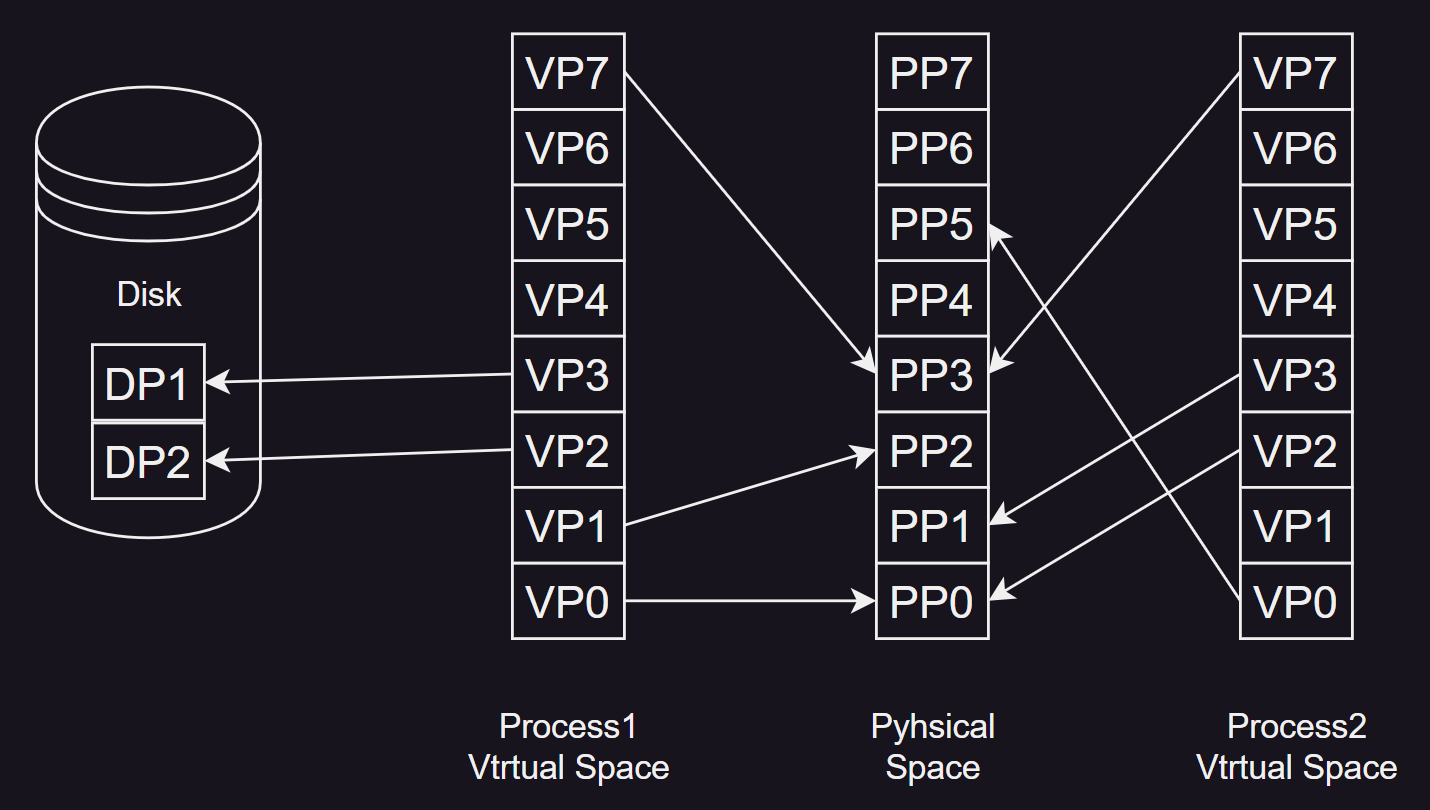 Disk
DP1
DP2
VP7
VP6
VP5
VP4
VP3
VP2
VP1
VP0
Process1
Vtrtual Space
PP7
PP6
PP5
PP4
PP3
PP2
PP1
PP0
Pyhsical
Space
VP7
VP6
VP5
VP4
VP3
VP2
VP1
VP0
Process2
Vtrtual Space